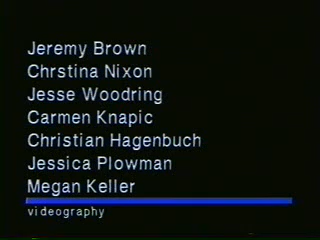 Jeremy Brown
Chrstina Nixon
Jesse Woodring
Carmen Knapic
Christian Hagenbuch
Jessica Plowman
Megan Keller
videography